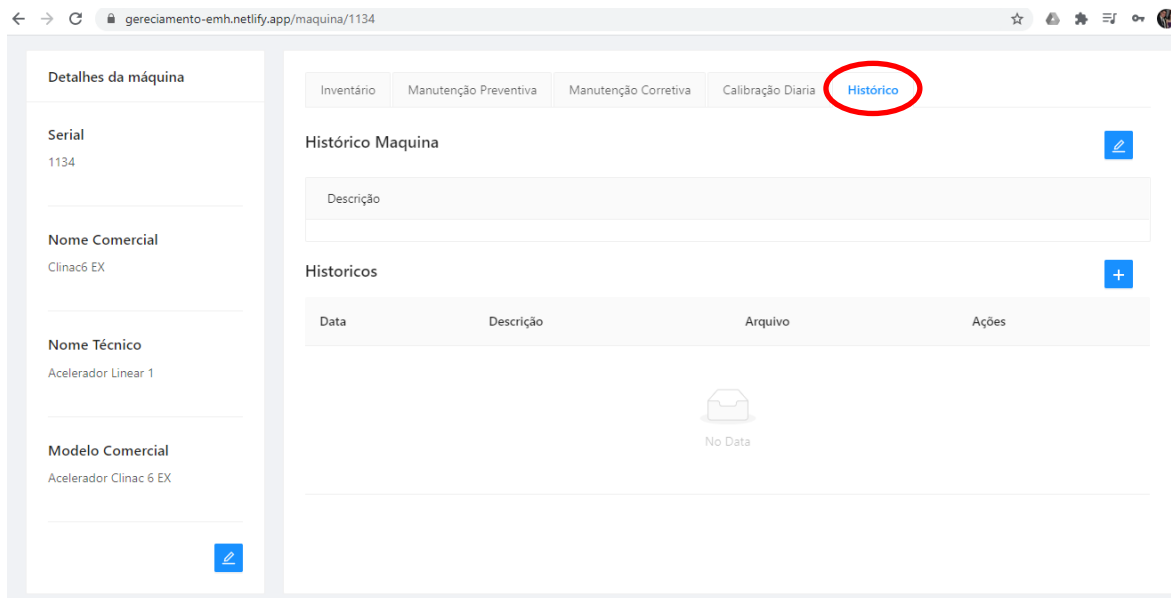 gereciamento-emh.netlify.app/maquina/1134
Detalhes da máquina
Serial
1134
Nome Comercial
Clinac6 EX
Nome Técnico
Acelerador Linear 1
Modelo Comercial
Acelerador Clinac 6 EX
Inventário Manutenção Preventiva Manutenção Corretiva Calibração Diaria Histórico
Histórico Maquina
Descrição
Historicos
Data Descrição Arquivo Ações
No Data